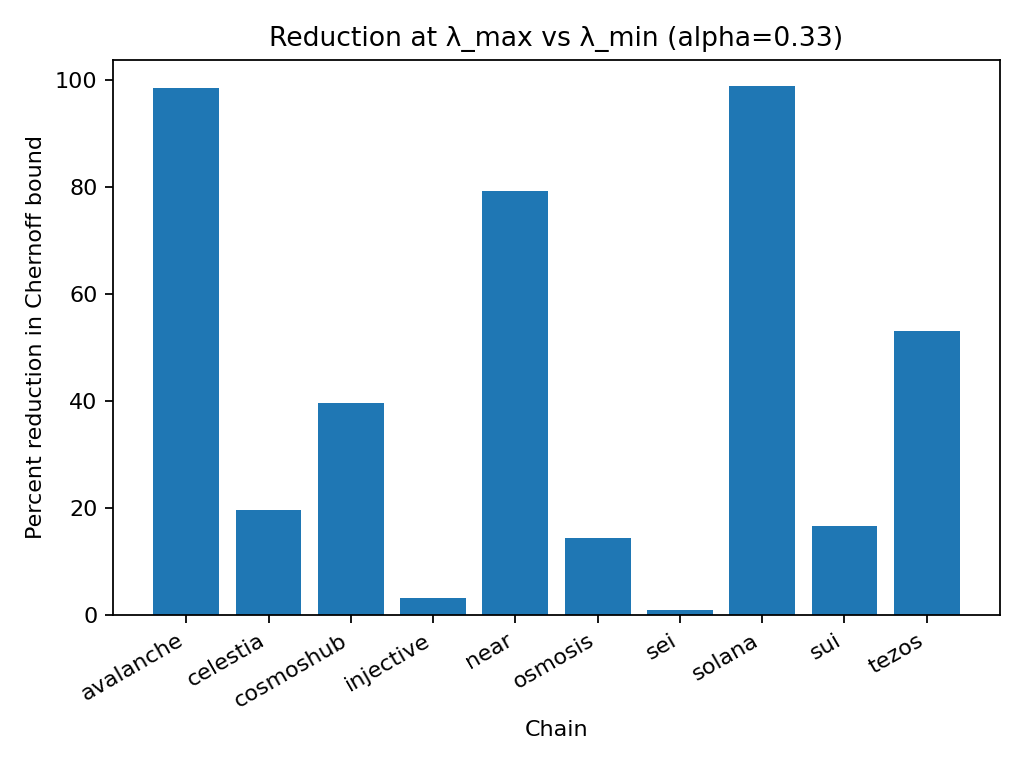 Reduction at λ_max vs λ_min (alpha=0.33)
Percent reduction in Chernoff bound
100
80
60
40
20
0
avalanche
celestia
cosmoshub
injective
near
osmosis
sei
solana
sui
tezos
Chain